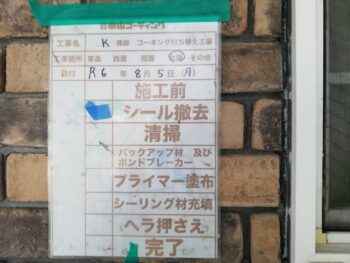 工事名 K 様邸 コーキング打ち替え工事
工事箇所 東面 西面 南面 北面 その他
日付 R6 年 8 月 5 日(月)
施工前
シール撤去
清掃
バックアップ材 及び
ボンドブレーカー
プライマー塗布
シーリング材充填
ヘラ押さえ
完了